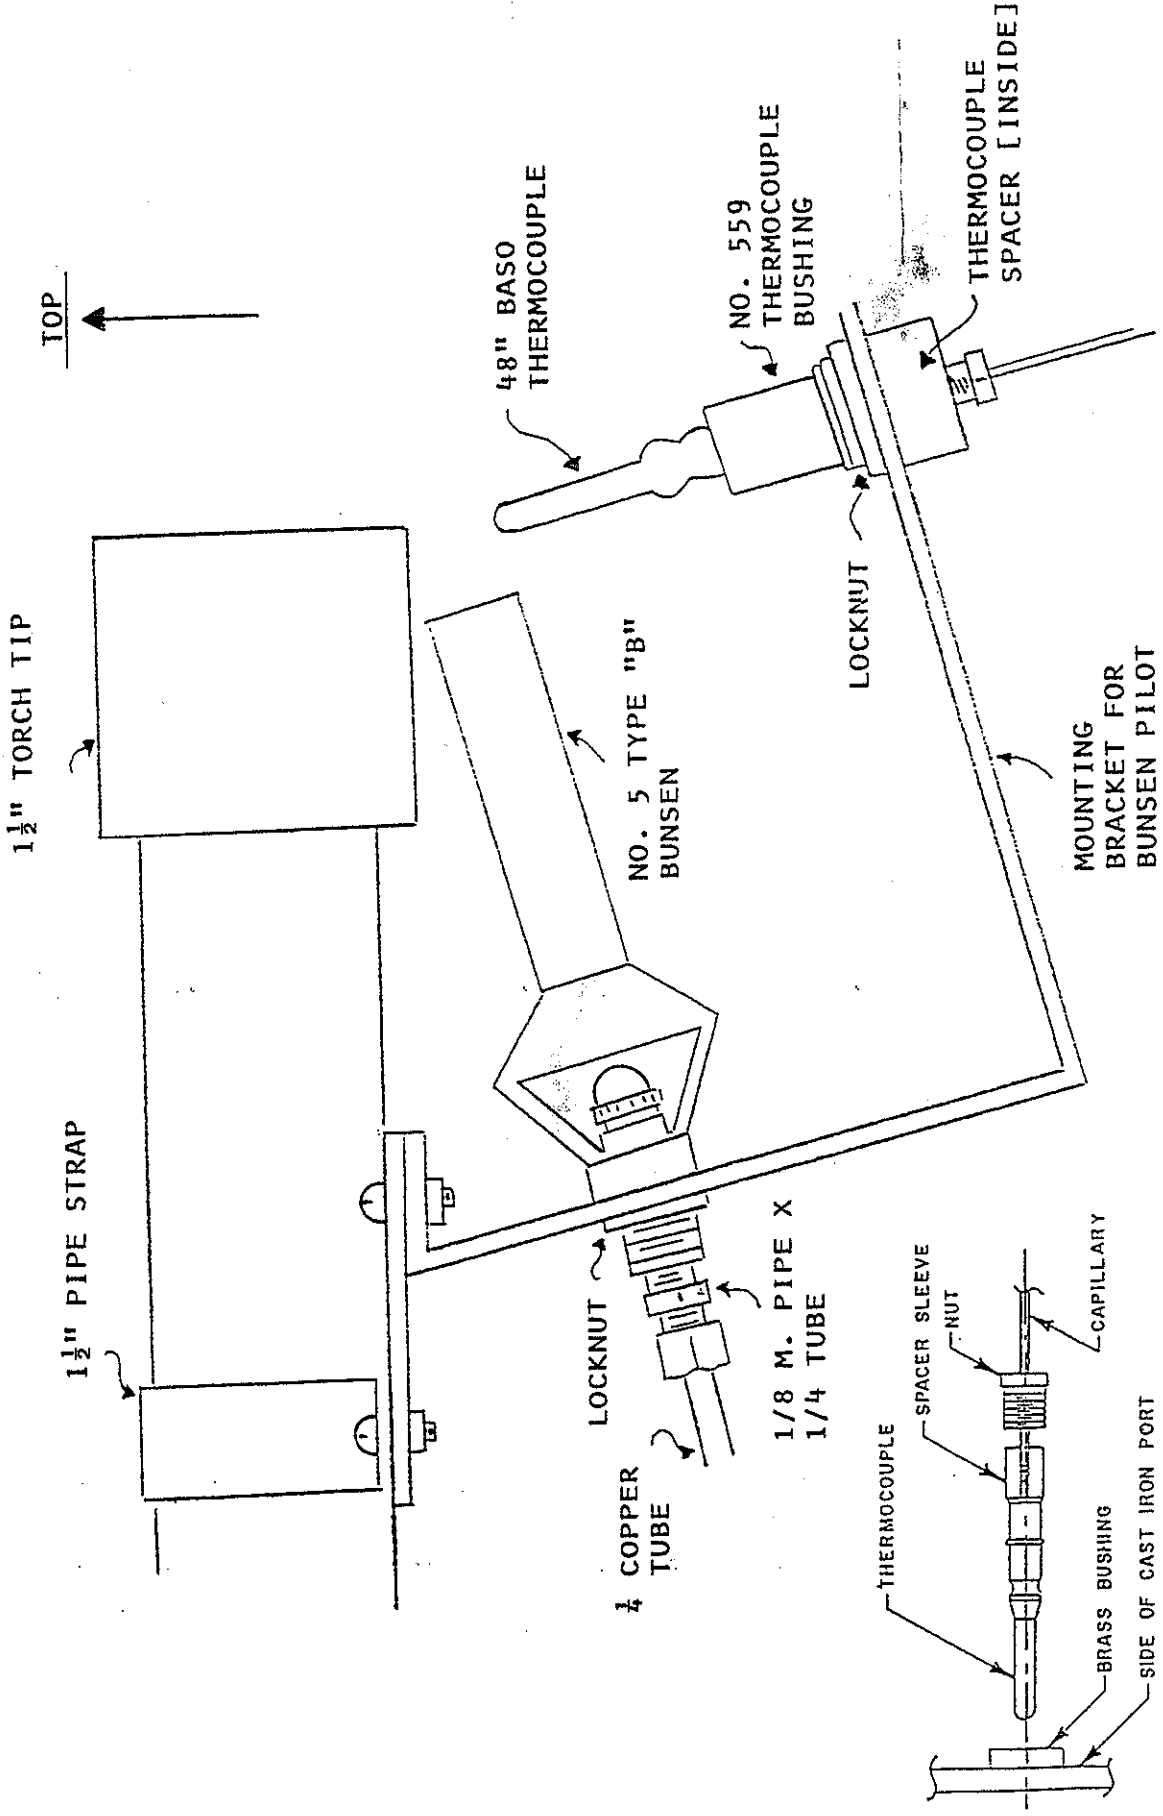 TOP
1½" TORCH TIP
1½" PIPE STRAP
48" BASO
THERMOCOUPLE
NO. 559
THERMOCOUPLE
BUSHING
THERMOCOUPLE
SPACER [INSIDE]
LOCKNUT
NO. 5 TYPE "B"
BUNSEN
MOUNTING
BRACKET FOR
BUNSEN PILOT
LOCKNUT
1/8 M. PIPE X
1/4 TUBE
¼ COPPER
TUBE
THERMOCOUPLE
SPACER SLEEVE
NUT
CAPILLARY
BRASS BUSHING
SIDE OF CAST IRON PORT